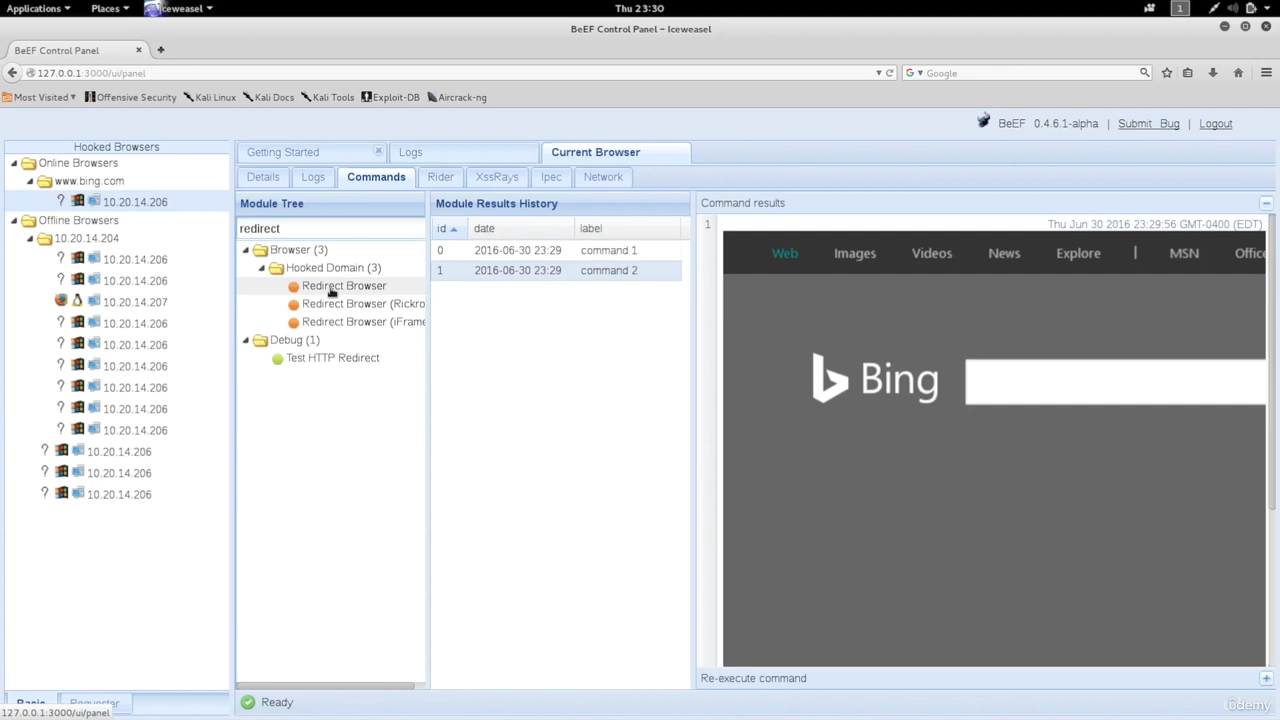 Applications Places Iceweasel Thu 23:30 1
BeEF Control Panel - Iceweasel
BeEF Control Panel
127.0.0.1:3000/ui/panel Google
Most Visited Offensive Security Kali Linux Kali Docs Kali Tools Exploit-DB Aircrack-ng
BeEF 0.4.6.1-alpha | Submit Bug | Logout
Hooked Browsers
Online Browsers
www.bing.com
10.20.14.206
Offline Browsers
10.20.14.204
10.20.14.206
10.20.14.206
10.20.14.207
10.20.14.206
10.20.14.206
10.20.14.206
10.20.14.206
10.20.14.206
10.20.14.206
10.20.14.206
10.20.14.206
10.20.14.206
Basic Requester
127.0.0.1:3000/ui/panel
Getting Started Logs Current Browser
Details Logs Commands Rider XssRays Ipec Network
Module Tree
redirect
Browser (3)
Hooked Domain (3)
Redirect Browser
Redirect Browser (Rickro
Redirect Browser (iFrame
Debug (1)
Test HTTP Redirect
Module Results History
id date label
0 2016-06-30 23:29 command 1
1 2016-06-30 23:29 command 2
Command results
1 Thu Jun 30 2016 23:29:56 GMT-0400 (EDT)
Web Images Videos News Explore | MSN Office
Bing
Re-execute command
Ready
ûdemy